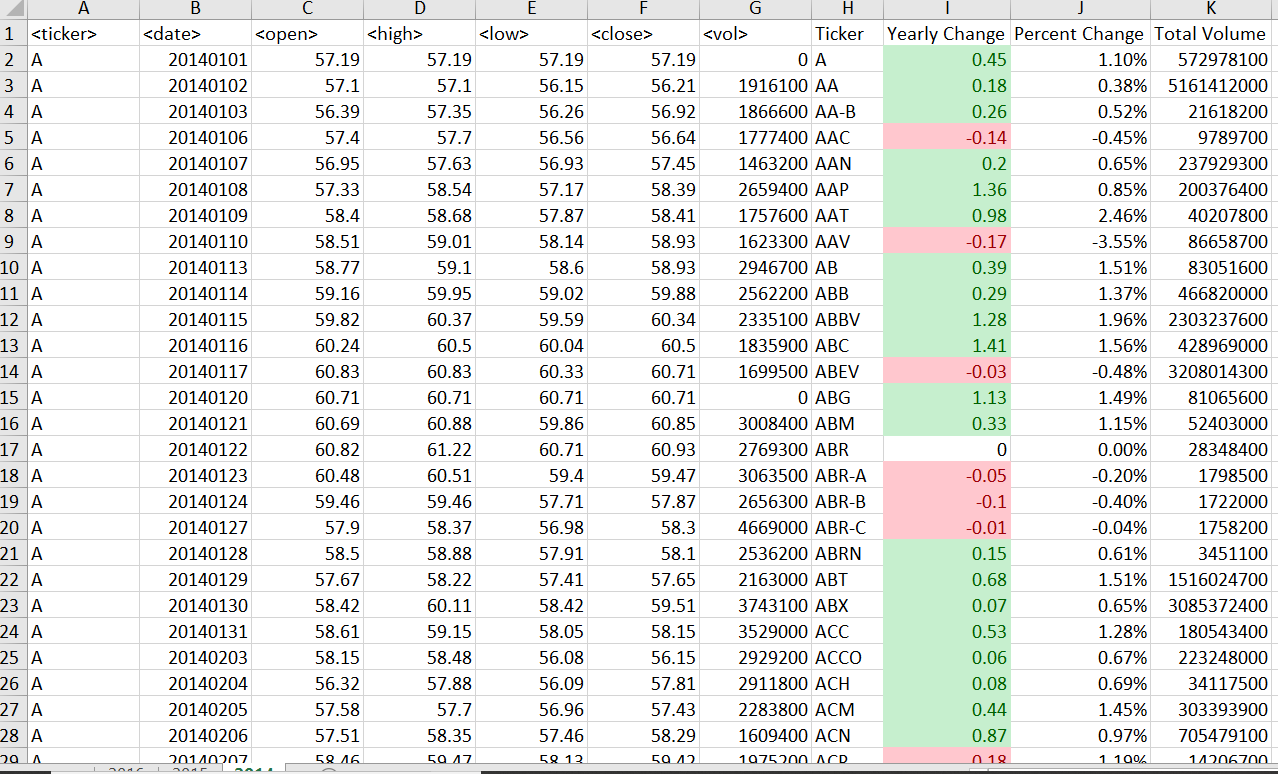 A B C D E F G H I J K
1 <ticker> <date> <open> <high> <low> <close> <vol> Ticker Yearly Change Percent Change Total Volume
2 A 20140101 57.19 57.19 57.19 57.19 0 A 0.45 1.10% 572978100
3 A 20140102 57.1 57.1 56.15 56.21 1916100 AA 0.18 0.38% 5161412000
4 A 20140103 56.39 57.35 56.26 56.92 1866600 AA-B 0.26 0.52% 21618200
5 A 20140106 57.4 57.7 56.56 56.64 1777400 AAC -0.14 -0.45% 9789700
6 A 20140107 56.95 57.63 56.93 57.45 1463200 AAN 0.2 0.65% 237929300
7 A 20140108 57.33 58.54 57.17 58.39 2659400 AAP 1.36 0.85% 200376400
8 A 20140109 58.4 58.68 57.87 58.41 1757600 AAT 0.98 2.46% 40207800
9 A 20140110 58.51 59.01 58.14 58.93 1623300 AAV -0.17 -3.55% 86658700
10 A 20140113 58.77 59.1 58.6 58.93 2946700 AB 0.39 1.51% 83051600
11 A 20140114 59.16 59.95 59.02 59.88 2562200 ABB 0.29 1.37% 466820000
12 A 20140115 59.82 60.37 59.59 60.34 2335100 ABBV 1.28 1.96% 2303237600
13 A 20140116 60.24 60.5 60.04 60.5 1835900 ABC 1.41 1.56% 428969000
14 A 20140117 60.83 60.83 60.33 60.71 1699500 ABEV -0.03 -0.48% 3208014300
15 A 20140120 60.71 60.71 60.71 60.71 0 ABG 1.13 1.49% 81065600
16 A 20140121 60.69 60.88 59.86 60.85 3008400 ABM 0.33 1.15% 52403000
17 A 20140122 60.82 61.22 60.71 60.93 2769300 ABR 0 0.00% 28348400
18 A 20140123 60.48 60.51 59.4 59.47 3063500 ABR-A -0.05 -0.20% 1798500
19 A 20140124 59.46 59.46 57.71 57.87 2656300 ABR-B -0.1 -0.40% 1722000
20 A 20140127 57.9 58.37 56.98 58.3 4669000 ABR-C -0.01 -0.04% 1758200
21 A 20140128 58.5 58.88 57.91 58.1 2536200 ABRN 0.15 0.61% 3451100
22 A 20140129 57.67 58.22 57.41 57.65 2163000 ABT 0.68 1.51% 1516024700
23 A 20140130 58.42 60.11 58.42 59.51 3743100 ABX 0.07 0.65% 3085372400
24 A 20140131 58.61 59.15 58.05 58.15 3529000 ACC 0.53 1.28% 180543400
25 A 20140203 58.15 58.48 56.08 56.15 2929200 ACCO 0.06 0.67% 223248000
26 A 20140204 56.32 57.88 56.09 57.81 2911800 ACH 0.08 0.69% 34117500
27 A 20140205 57.58 57.7 56.96 57.43 2283800 ACM 0.44 1.45% 303393900
28 A 20140206 57.51 58.35 57.46 58.29 1609400 ACN 0.87 0.97% 705479100
29 A 20140207 58.46 59.47 58.13 59.42 1975200 0.18 1.19% 14206700
2016 2015 2014